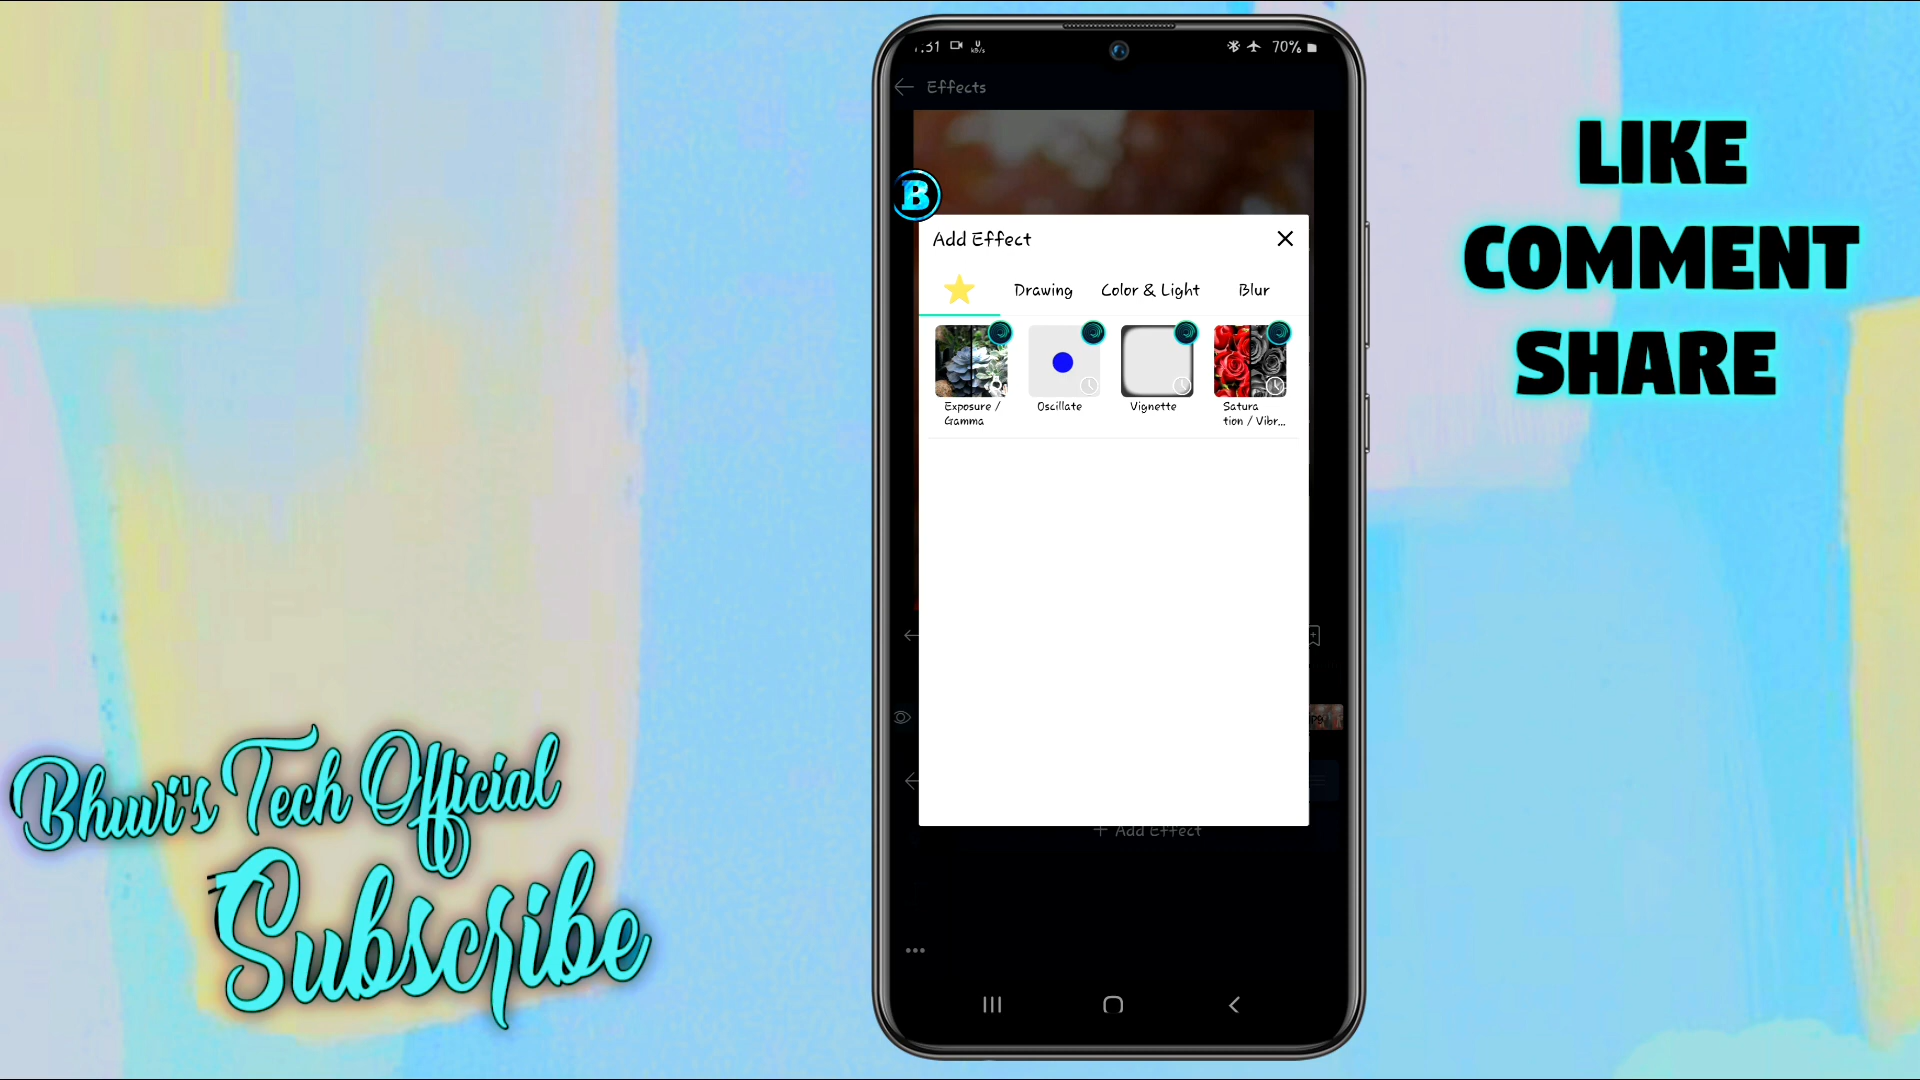 70%
Effects
B
Add Effect
Drawing
Color & Light
Blur
Exposure /
Gamma
Oscillate
Vignette
Satura
tion / Vibr...
+ Add Effect
LIKE
COMMENT
SHARE
Bhuvi's Tech Official
Subscribe